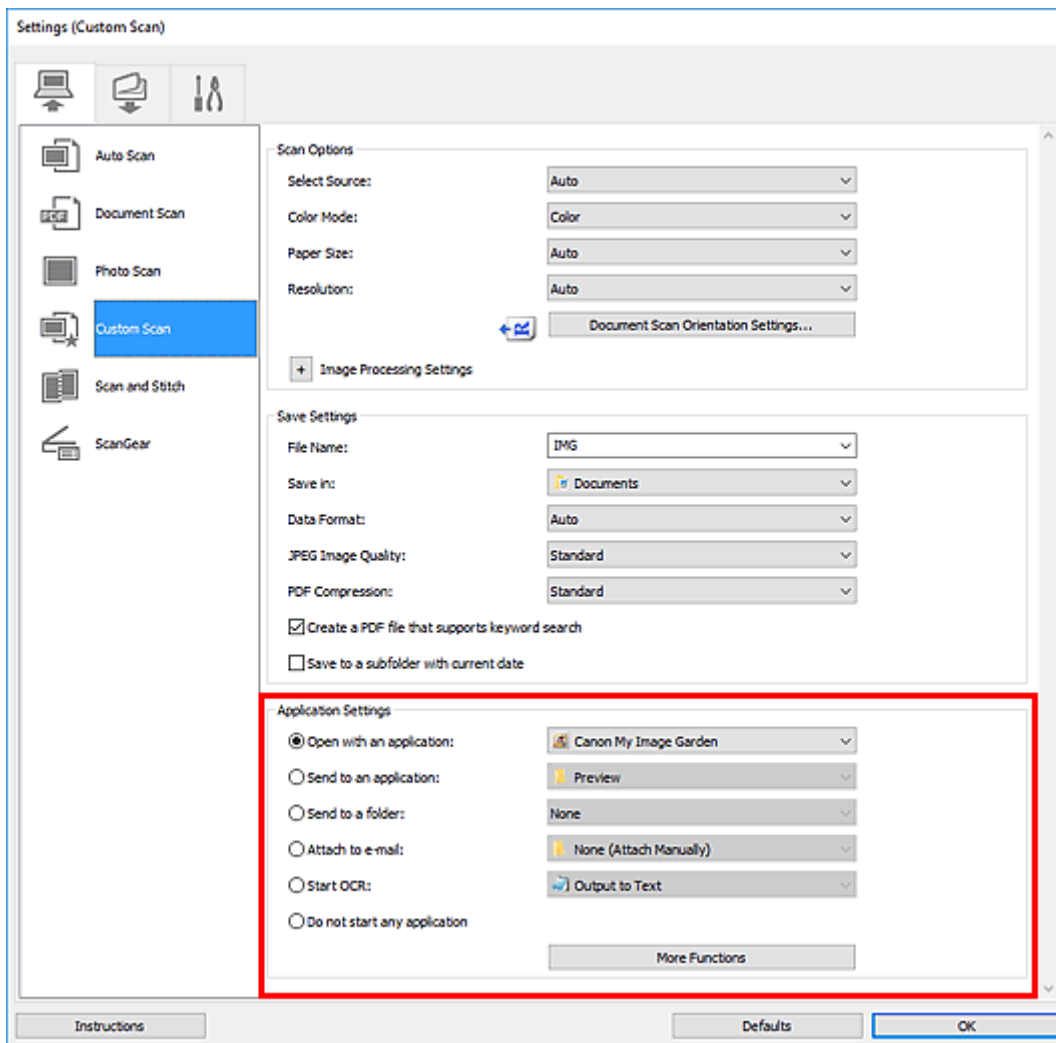 Settings (Custom Scan)
Auto Scan
Document Scan
Photo Scan
Custom Scan
Scan and Stitch
ScanGear
Scan Options
Select Source: Auto
Color Mode: Color
Paper Size: Auto
Resolution: Auto
R Document Scan Orientation Settings...
+ Image Processing Settings
Save Settings
File Name: IMG
Save in: Documents
Data Format: Auto
JPEG Image Quality: Standard
PDF Compression: Standard
Create a PDF file that supports keyword search
Save to a subfolder with current date
Application Settings
Open with an application: Canon My Image Garden
Send to an application: Preview
Send to a folder: None
Attach to e-mail: None (Attach Manually)
Start OCR: Output to Text
Do not start any application
More Functions
Instructions Defaults OK